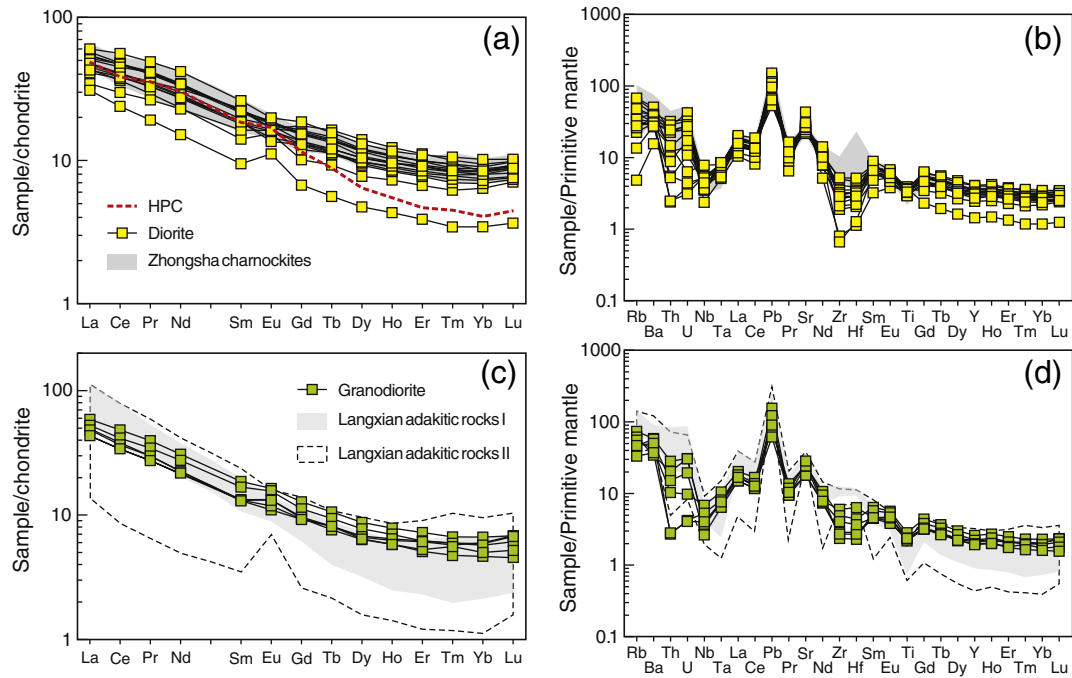 (a)
Sample/chondrite
100
10
1
HPC
Diorite
Zhongsha charnockites
La Ce Pr Nd Sm Eu Gd Tb Dy Ho Er Tm Yb Lu
(b)
Sample/Primitive mantle
1000
100
10
1
0.1
Rb Th Nb La Pb Sr Zr Sm Ti Tb Y Er Yb
Ba U Ta Ce Pr Nd Hf Eu Gd Dy Ho Tm Lu
(c)
Sample/chondrite
100
10
1
Granodiorite
Langxian adakitic rocks I
Langxian adakitic rocks II
La Ce Pr Nd Sm Eu Gd Tb Dy Ho Er Tm Yb Lu
(d)
Sample/Primitive mantle
1000
100
10
1
0.1
Rb Th Nb La Pb Sr Zr Sm Ti Tb Y Er Yb
Ba U Ta Ce Pr Nd Hf Eu Gd Dy Ho Tm Lu